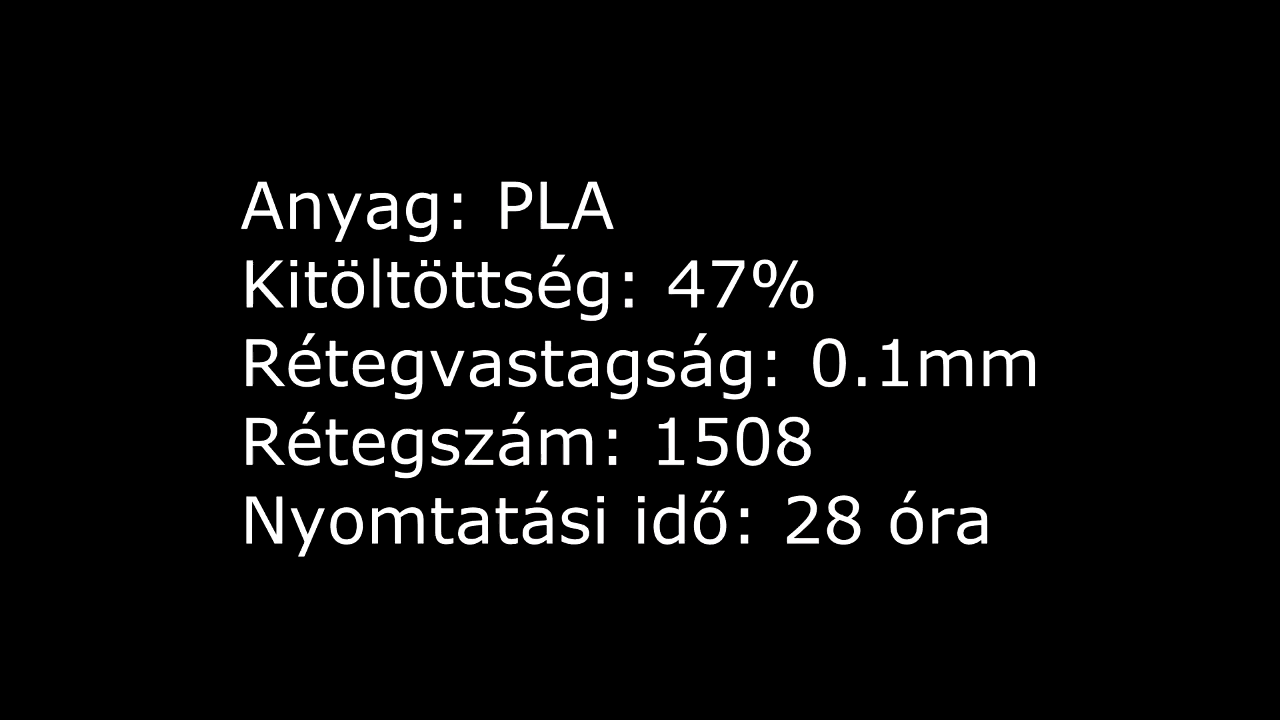 Anyag: PLA
Kitöltöttség: 47%
Rétegvastagság: 0.1mm
Rétegszám: 1508
Nyomtatási idő: 28 óra